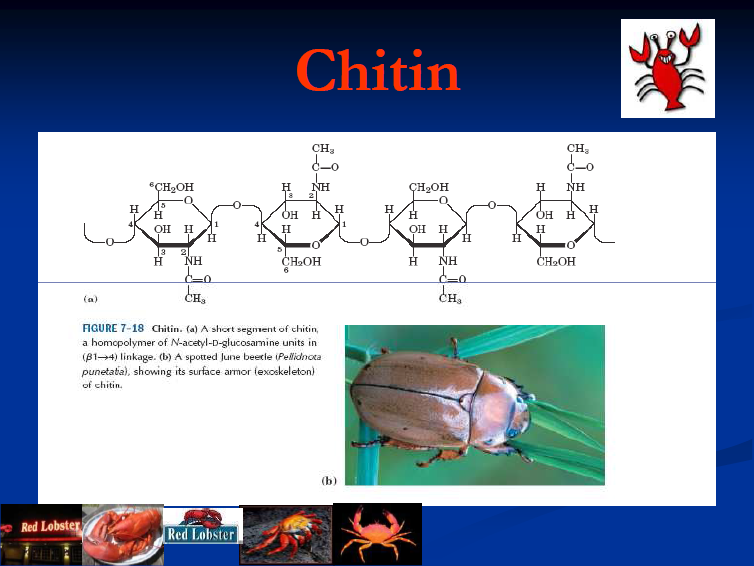 Chitin
CH3 CH3
C—O C—O
6CH2OH H 3 2 NH CH2OH H NH
5 O O OH H O O OH H
H H H 1 H H H H
4 OH H 1 4 H OH H H
O H H O O H H O
3 2 5 CH2OH CH2OH
H NH 6 H NH
C=O C=O
(a) CH3 CH3
FIGURE 7–18 Chitin. (a) A short segment of chitin,
a homopolymer of N-acetyl-D-glucosamine units in
(β1→4) linkage. (b) A spotted June beetle (Pellidnota
punetatia), showing its surface armor (exoskeleton)
of chitin.
(b)
Red Lobster
Red Lobster